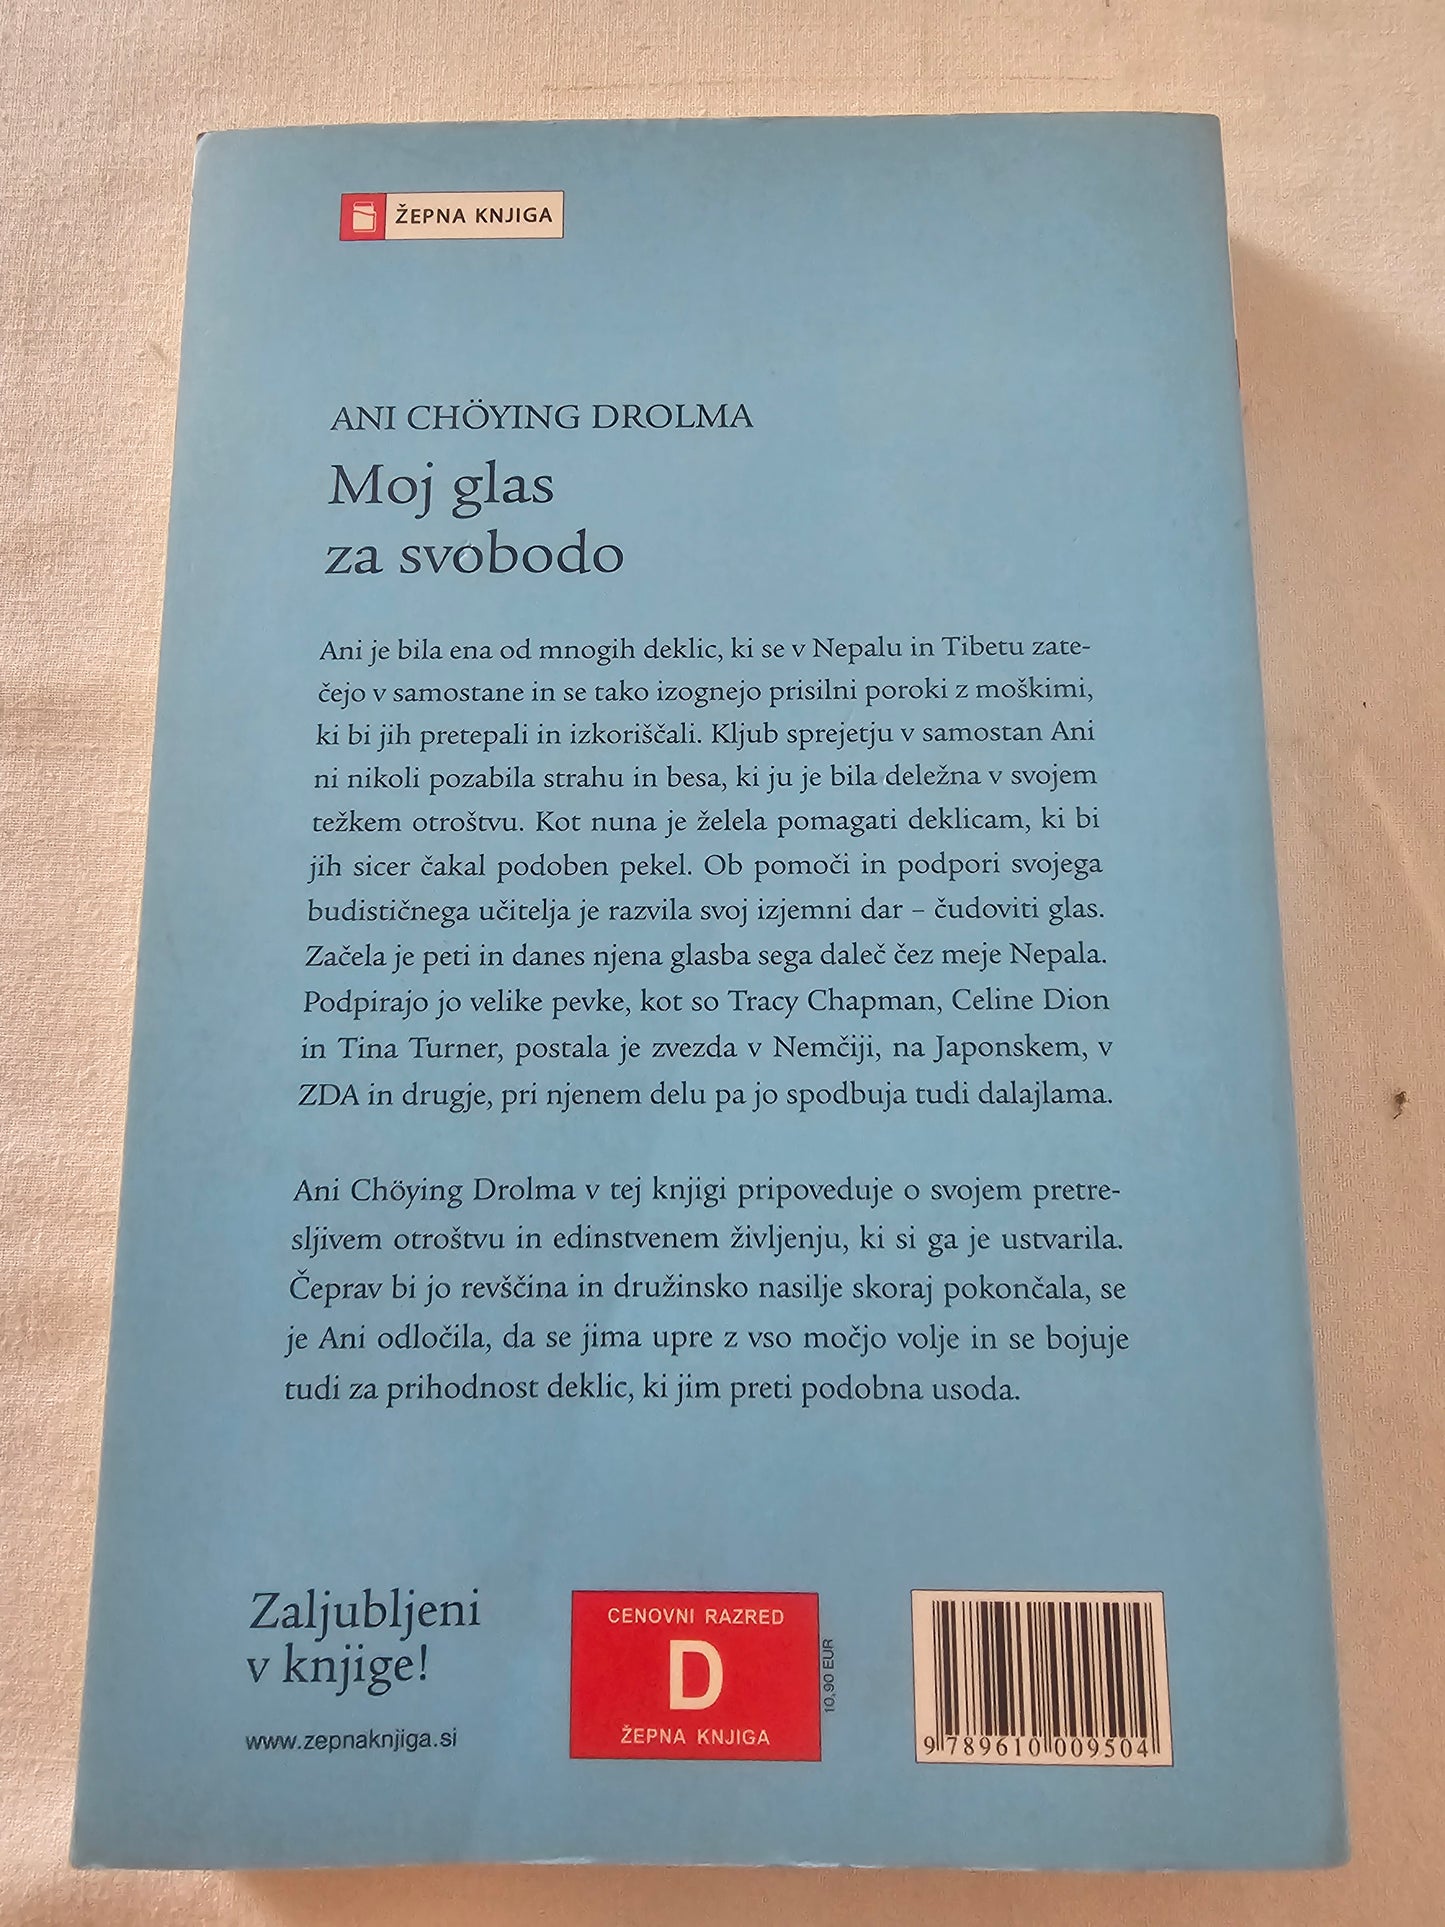 ŽEPNA KNJIGA
ANI CHÖYING DROLMA
Moj glas
za svobodo
Ani je bila ena od mnogih deklic, ki se v Nepalu in Tibetu zate-
čejo v samostane in se tako izognejo prisilni poroki z moškimi,
ki bi jih pretepali in izkoriščali. Kljub sprejetju v samostan Ani
ni nikoli pozabila strahu in besa, ki ju je bila deležna v svojem
težkem otroštvu. Kot nuna je želela pomagati deklicam, ki bi
jih sicer čakal podoben pekel. Ob pomoči in podpori svojega
budističnega učitelja je razvila svoj izjemni dar – čudoviti glas.
Začela je peti in danes njena glasba sega daleč čez meje Nepala.
Podpirajo jo velike pevke, kot so Tracy Chapman, Celine Dion
in Tina Turner, postala je zvezda v Nemčiji, na Japonskem, v
ZDA in drugje, pri njenem delu pa jo spodbuja tudi dalajlama.
Ani Chöying Drolma v tej knjigi pripoveduje o svojem pretre-
sljivem otroštvu in edinstvenem življenju, ki si ga je ustvarila.
Čeprav bi jo revščina in družinsko nasilje skoraj pokončala, se
je Ani odločila, da se jima upre z vso močjo volje in se bojuje
tudi za prihodnost deklic, ki jim preti podobna usoda.
Zaljubljeni
v knjige!
www.zepnaknjiga.si
CENOVNI RAZRED
D
ŽEPNA KNJIGA
10,90 EUR
9 789610 009504